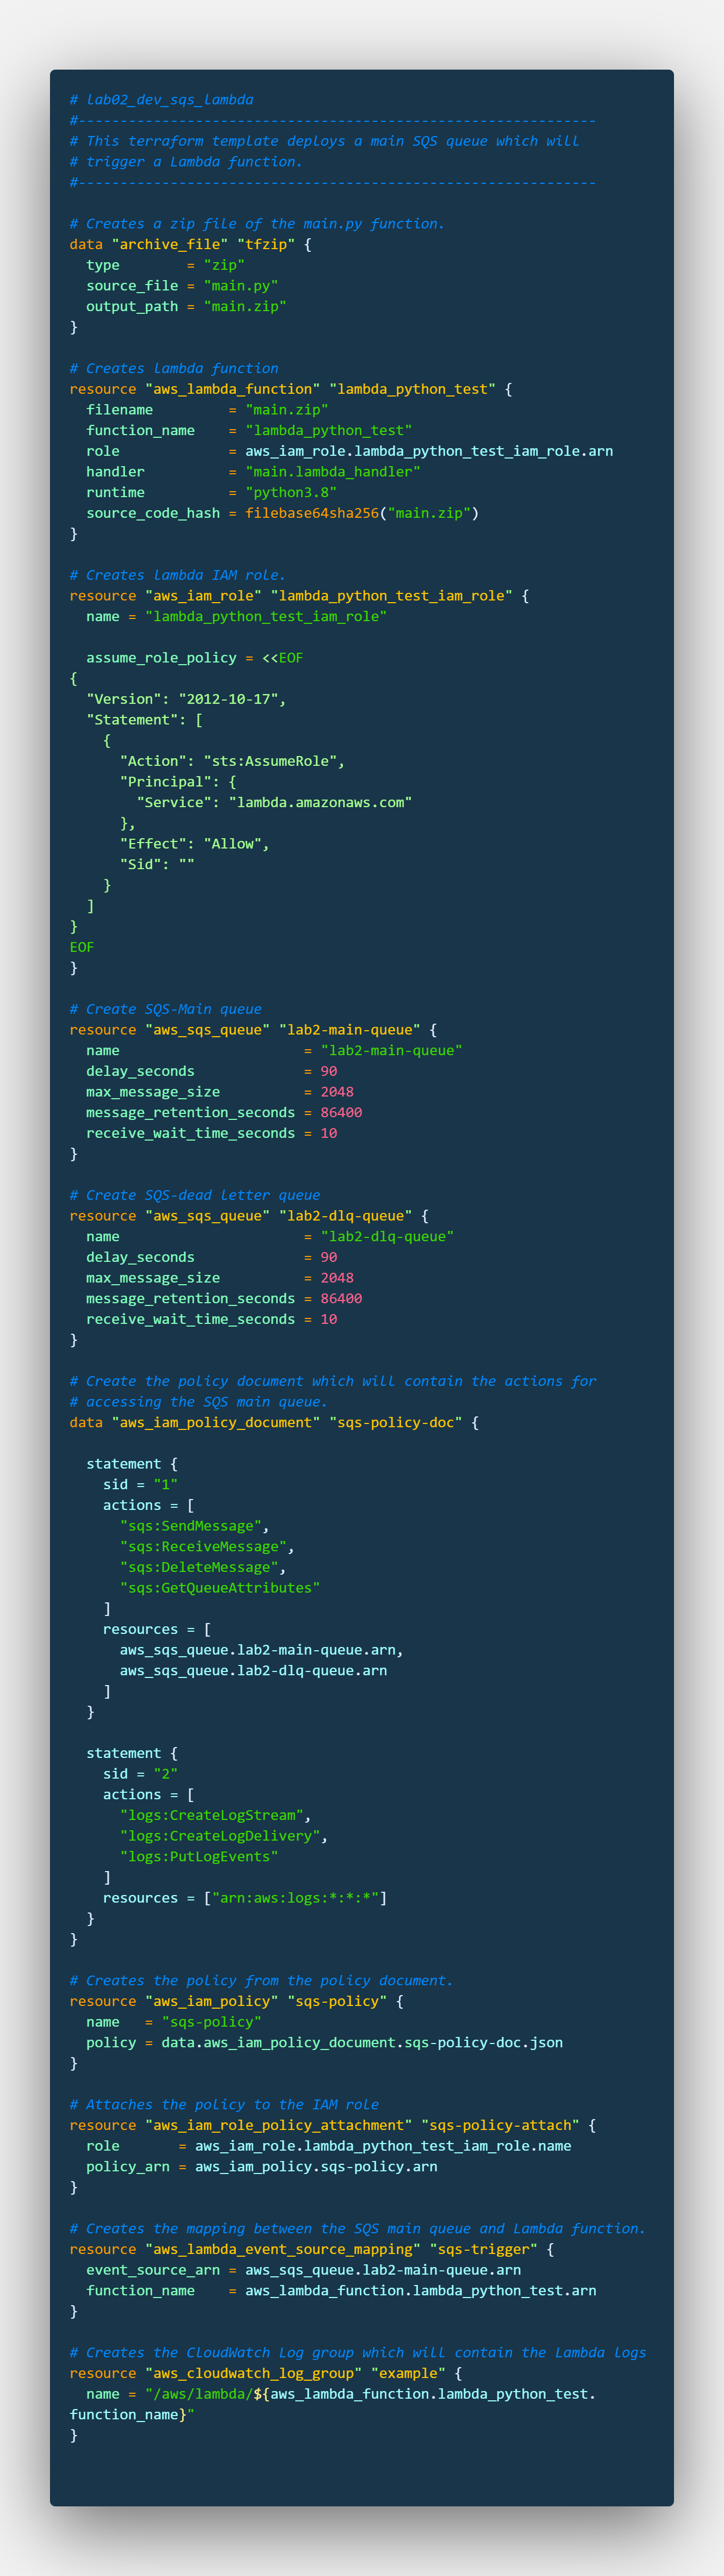 # lab02_dev_sqs_lambda
#-------------------------------------------------------------
# This terraform template deploys a main SQS queue which will
# trigger a Lambda function.
#-------------------------------------------------------------

# Creates a zip file of the main.py function.
data "archive_file" "tfzip" {
  type        = "zip"
  source_file = "main.py"
  output_path = "main.zip"
}

# Creates lambda function
resource "aws_lambda_function" "lambda_python_test" {
  filename         = "main.zip"
  function_name    = "lambda_python_test"
  role             = aws_iam_role.lambda_python_test_iam_role.arn
  handler          = "main.lambda_handler"
  runtime          = "python3.8"
  source_code_hash = filebase64sha256("main.zip")
}

# Creates lambda IAM role.
resource "aws_iam_role" "lambda_python_test_iam_role" {
  name = "lambda_python_test_iam_role"

  assume_role_policy = <<EOF
{
  "Version": "2012-10-17",
  "Statement": [
    {
      "Action": "sts:AssumeRole",
      "Principal": {
        "Service": "lambda.amazonaws.com"
      },
      "Effect": "Allow",
      "Sid": ""
    }
  ]
}
EOF
}

# Create SQS-Main queue
resource "aws_sqs_queue" "lab2-main-queue" {
  name                      = "lab2-main-queue"
  delay_seconds             = 90
  max_message_size          = 2048
  message_retention_seconds = 86400
  receive_wait_time_seconds = 10
}

# Create SQS-dead letter queue
resource "aws_sqs_queue" "lab2-dlq-queue" {
  name                      = "lab2-dlq-queue"
  delay_seconds             = 90
  max_message_size          = 2048
  message_retention_seconds = 86400
  receive_wait_time_seconds = 10
}

# Create the policy document which will contain the actions for
# accessing the SQS main queue.
data "aws_iam_policy_document" "sqs-policy-doc" {

  statement {
    sid = "1"
    actions = [
      "sqs:SendMessage",
      "sqs:ReceiveMessage",
      "sqs:DeleteMessage",
      "sqs:GetQueueAttributes"
    ]
    resources = [
      aws_sqs_queue.lab2-main-queue.arn,
      aws_sqs_queue.lab2-dlq-queue.arn
    ]
  }

  statement {
    sid = "2"
    actions = [
      "logs:CreateLogStream",
      "logs:CreateLogDelivery",
      "logs:PutLogEvents"
    ]
    resources = ["arn:aws:logs:*:*:*"]
  }
}

# Creates the policy from the policy document.
resource "aws_iam_policy" "sqs-policy" {
  name   = "sqs-policy"
  policy = data.aws_iam_policy_document.sqs-policy-doc.json
}

# Attaches the policy to the IAM role
resource "aws_iam_role_policy_attachment" "sqs-policy-attach" {
  role       = aws_iam_role.lambda_python_test_iam_role.name
  policy_arn = aws_iam_policy.sqs-policy.arn
}

# Creates the mapping between the SQS main queue and Lambda function.
resource "aws_lambda_event_source_mapping" "sqs-trigger" {
  event_source_arn = aws_sqs_queue.lab2-main-queue.arn
  function_name    = aws_lambda_function.lambda_python_test.arn
}

# Creates the CloudWatch Log group which will contain the Lambda logs
resource "aws_cloudwatch_log_group" "example" {
  name = "/aws/lambda/${aws_lambda_function.lambda_python_test.
function_name}"
}